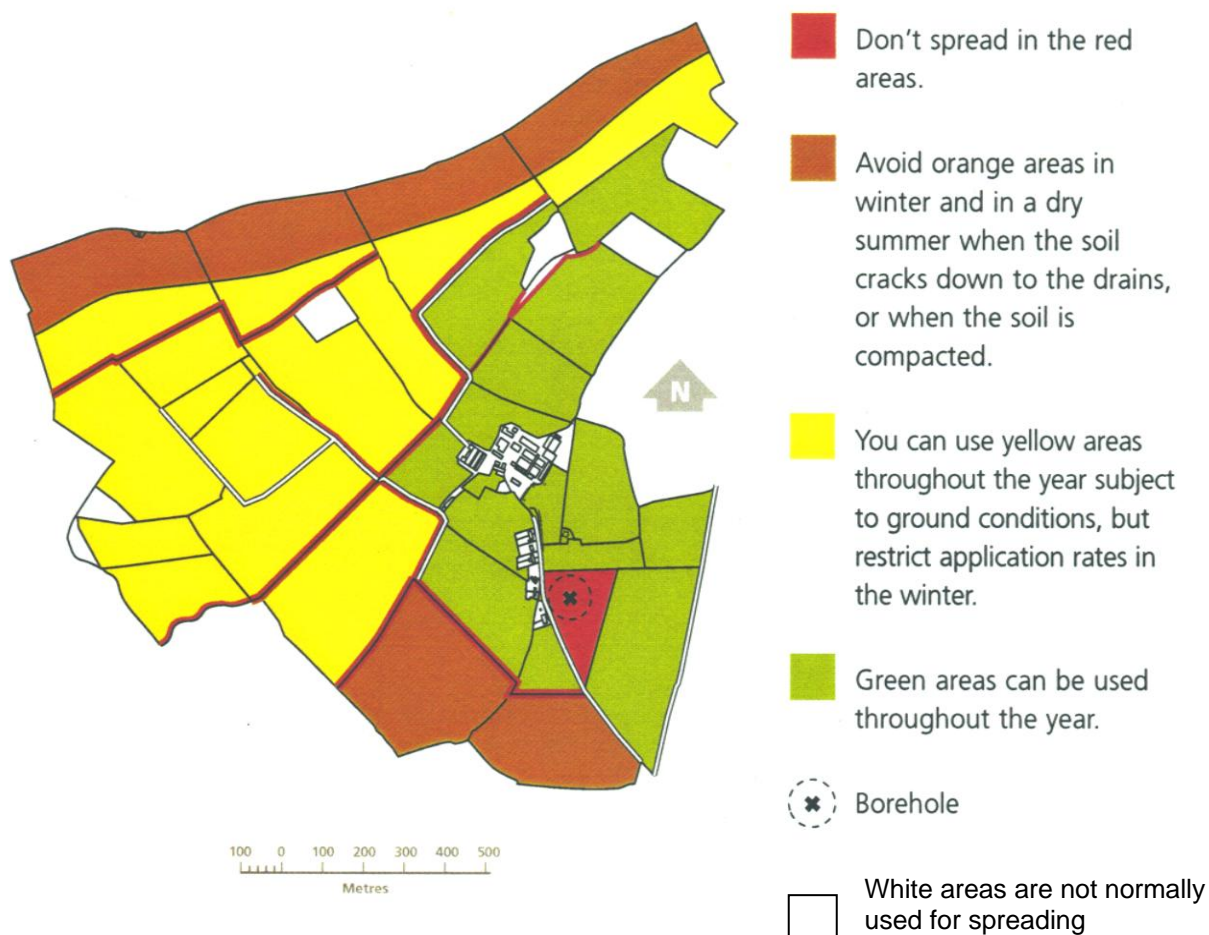 Don't spread in the red
areas.
Avoid orange areas in
winter and in a dry
summer when the soil
cracks down to the drains,
or when the soil is
compacted.
N
You can use yellow areas
throughout the year subject
to ground conditions, but
restrict application rates in
the winter.
Green areas can be used
throughout the year.
Borehole
100 0 100 200 300 400 500
Metres
White areas are not normally
used for spreading